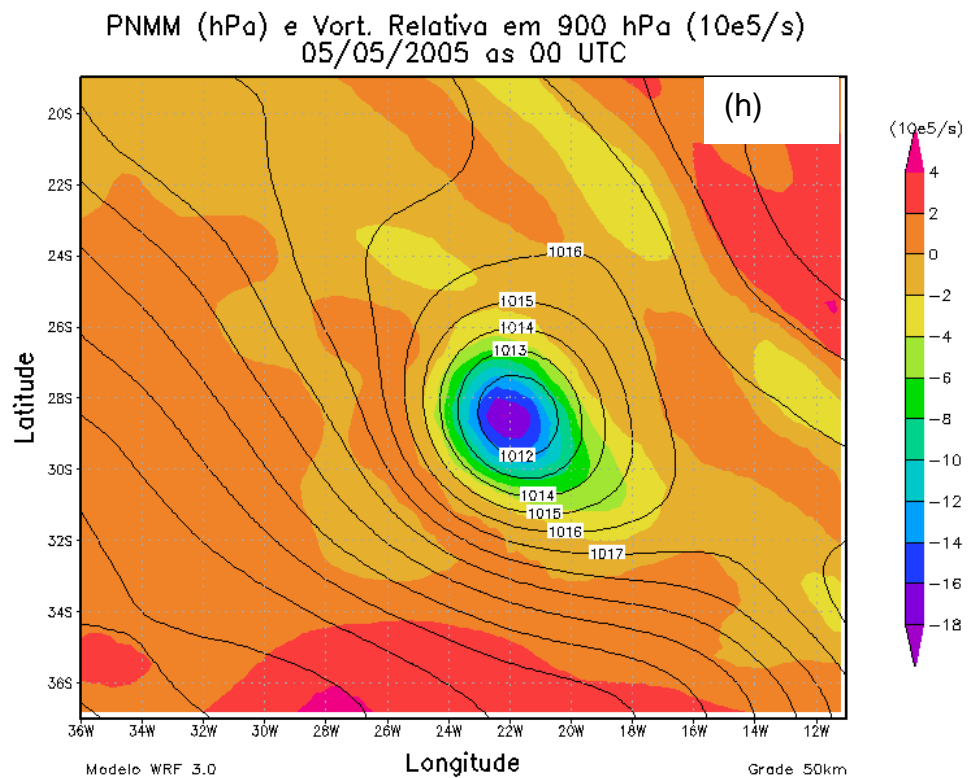 PNMM (hPa) e Vort. Relativa em 900 hPa (10e5/s)
05/05/2005 as 00 UTC
(h)
(10e5/s)
4
2
0
−2
−4
−6
−8
−10
−12
−14
−16
−18
Latitude
20S
22S
24S
26S
28S
30S
32S
34S
36S
1016
1015
1014
1013
1012
1014
1015
1016
1017
36W 34W 32W 30W 28W 26W 24W 22W 20W 18W 16W 14W 12W
Longitude
Modelo WRF 3.0
Grade 50km